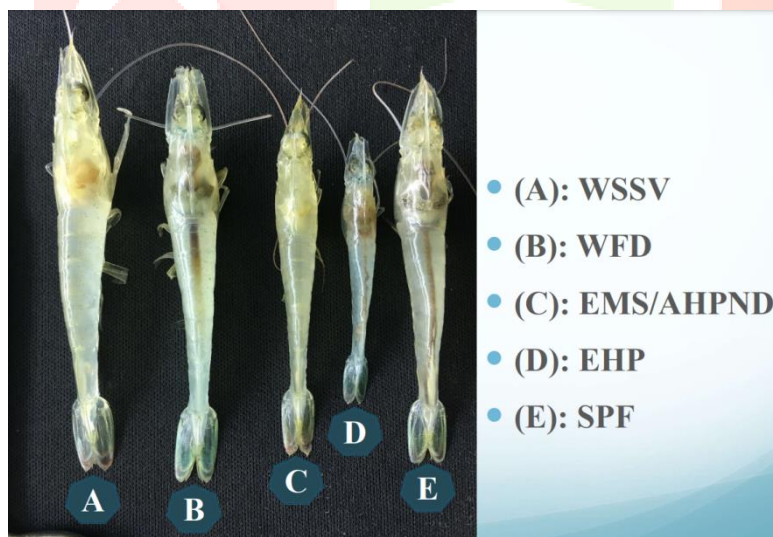 (A): WSSV
(B): WFD
(C): EMS/AHPND
(D): EHP
(E): SPF
A
B
C
D
E